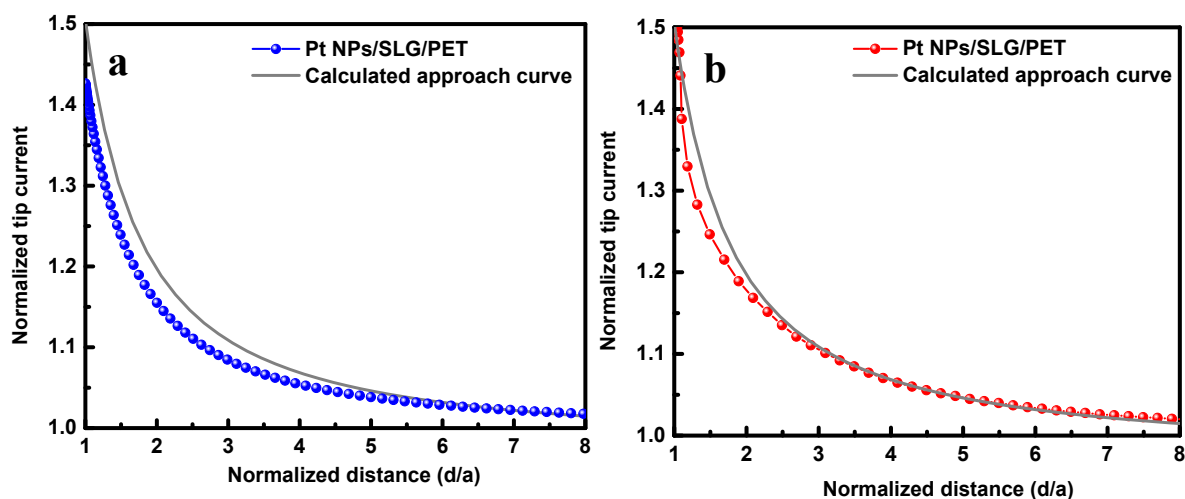 a
Pt NPs/SLG/PET
Calculated approach curve
Normalized tip current
1.5
1.4
1.3
1.2
1.1
1.0
1 2 3 4 5 6 7 8
Normalized distance (d/a)
b
Pt NPs/SLG/PET
Calculated approach curve
Normalized tip current
1.5
1.4
1.3
1.2
1.1
1.0
1 2 3 4 5 6 7 8
Normalized distance (d/a)